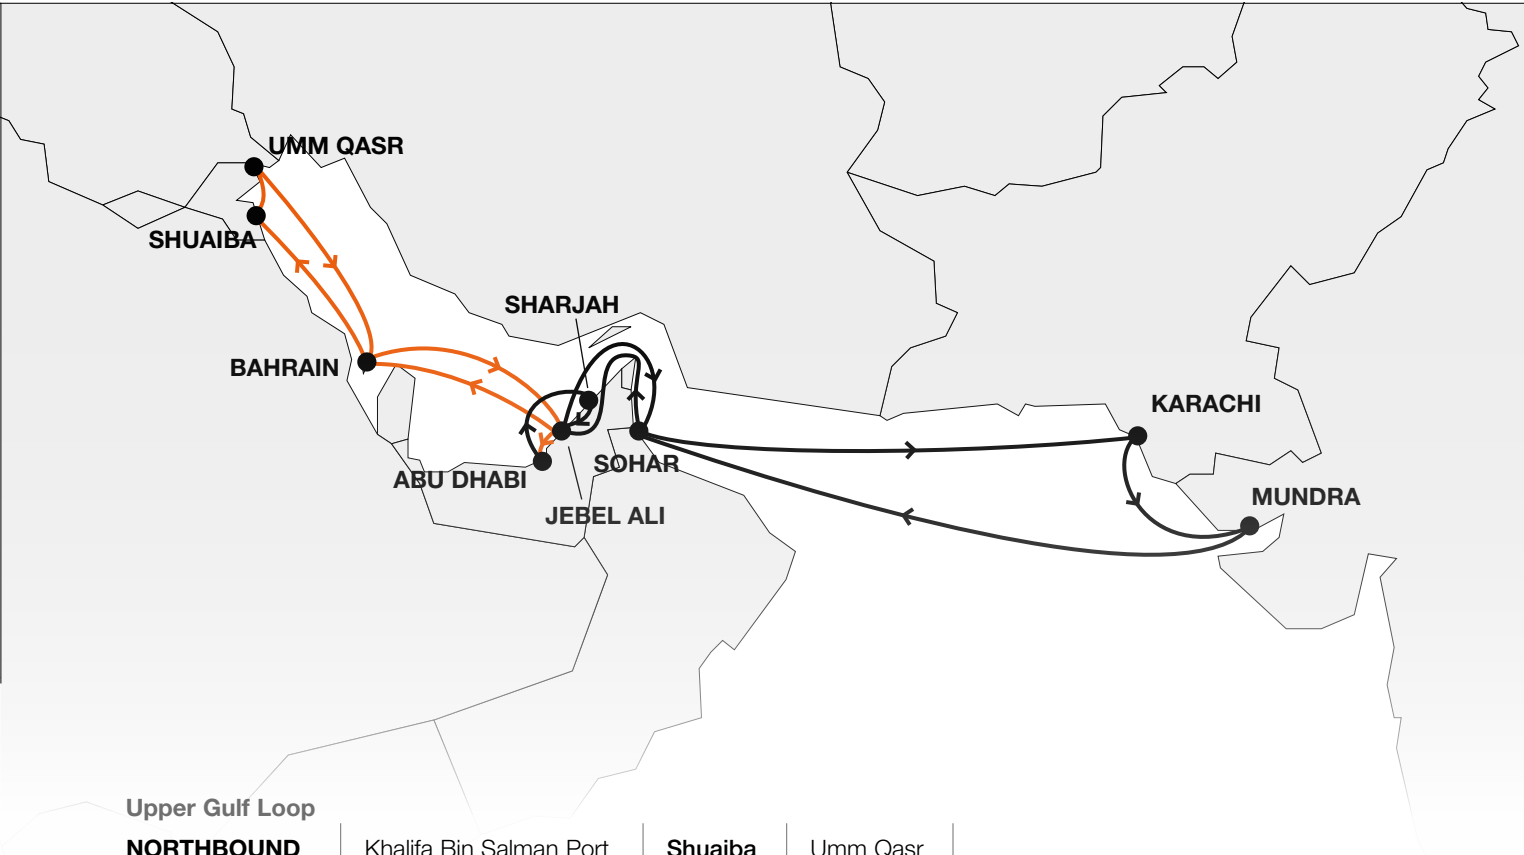 UMM QASR
SHUAIBA
SHARJAH
BAHRAIN
KARACHI
ABU DHABI
SOHAR
MUNDRA
JEBEL ALI
Upper Gulf Loop
NORTHBOUND Khalifa Bin Salman Port Shuaiba Umm Qasr